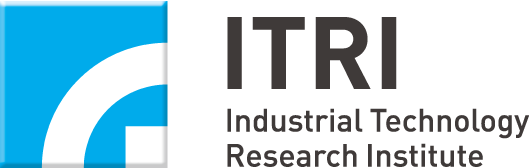 ITRI
Industrial Technology
Research Institute